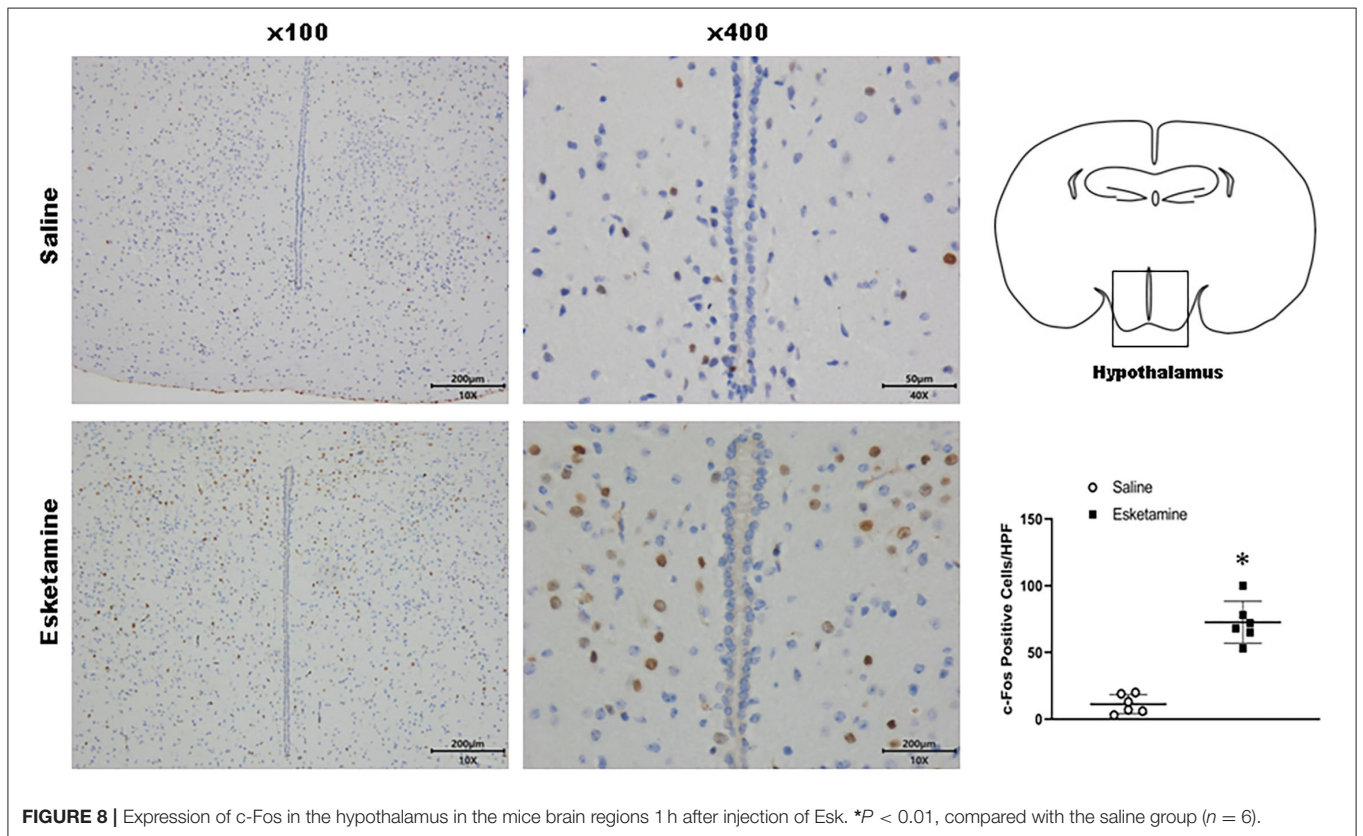 x100
x400
Saline
200μm
10X
50μm
40X
Hypothalamus
Esketamine
200μm
10X
200μm
10X
Saline
Esketamine
c-Fos Positive Cells/HPF
150
100
50
0
*
FIGURE 8 | Expression of c-Fos in the hypothalamus in the mice brain regions 1 h after injection of Esk. *P < 0.01, compared with the saline group (n = 6).